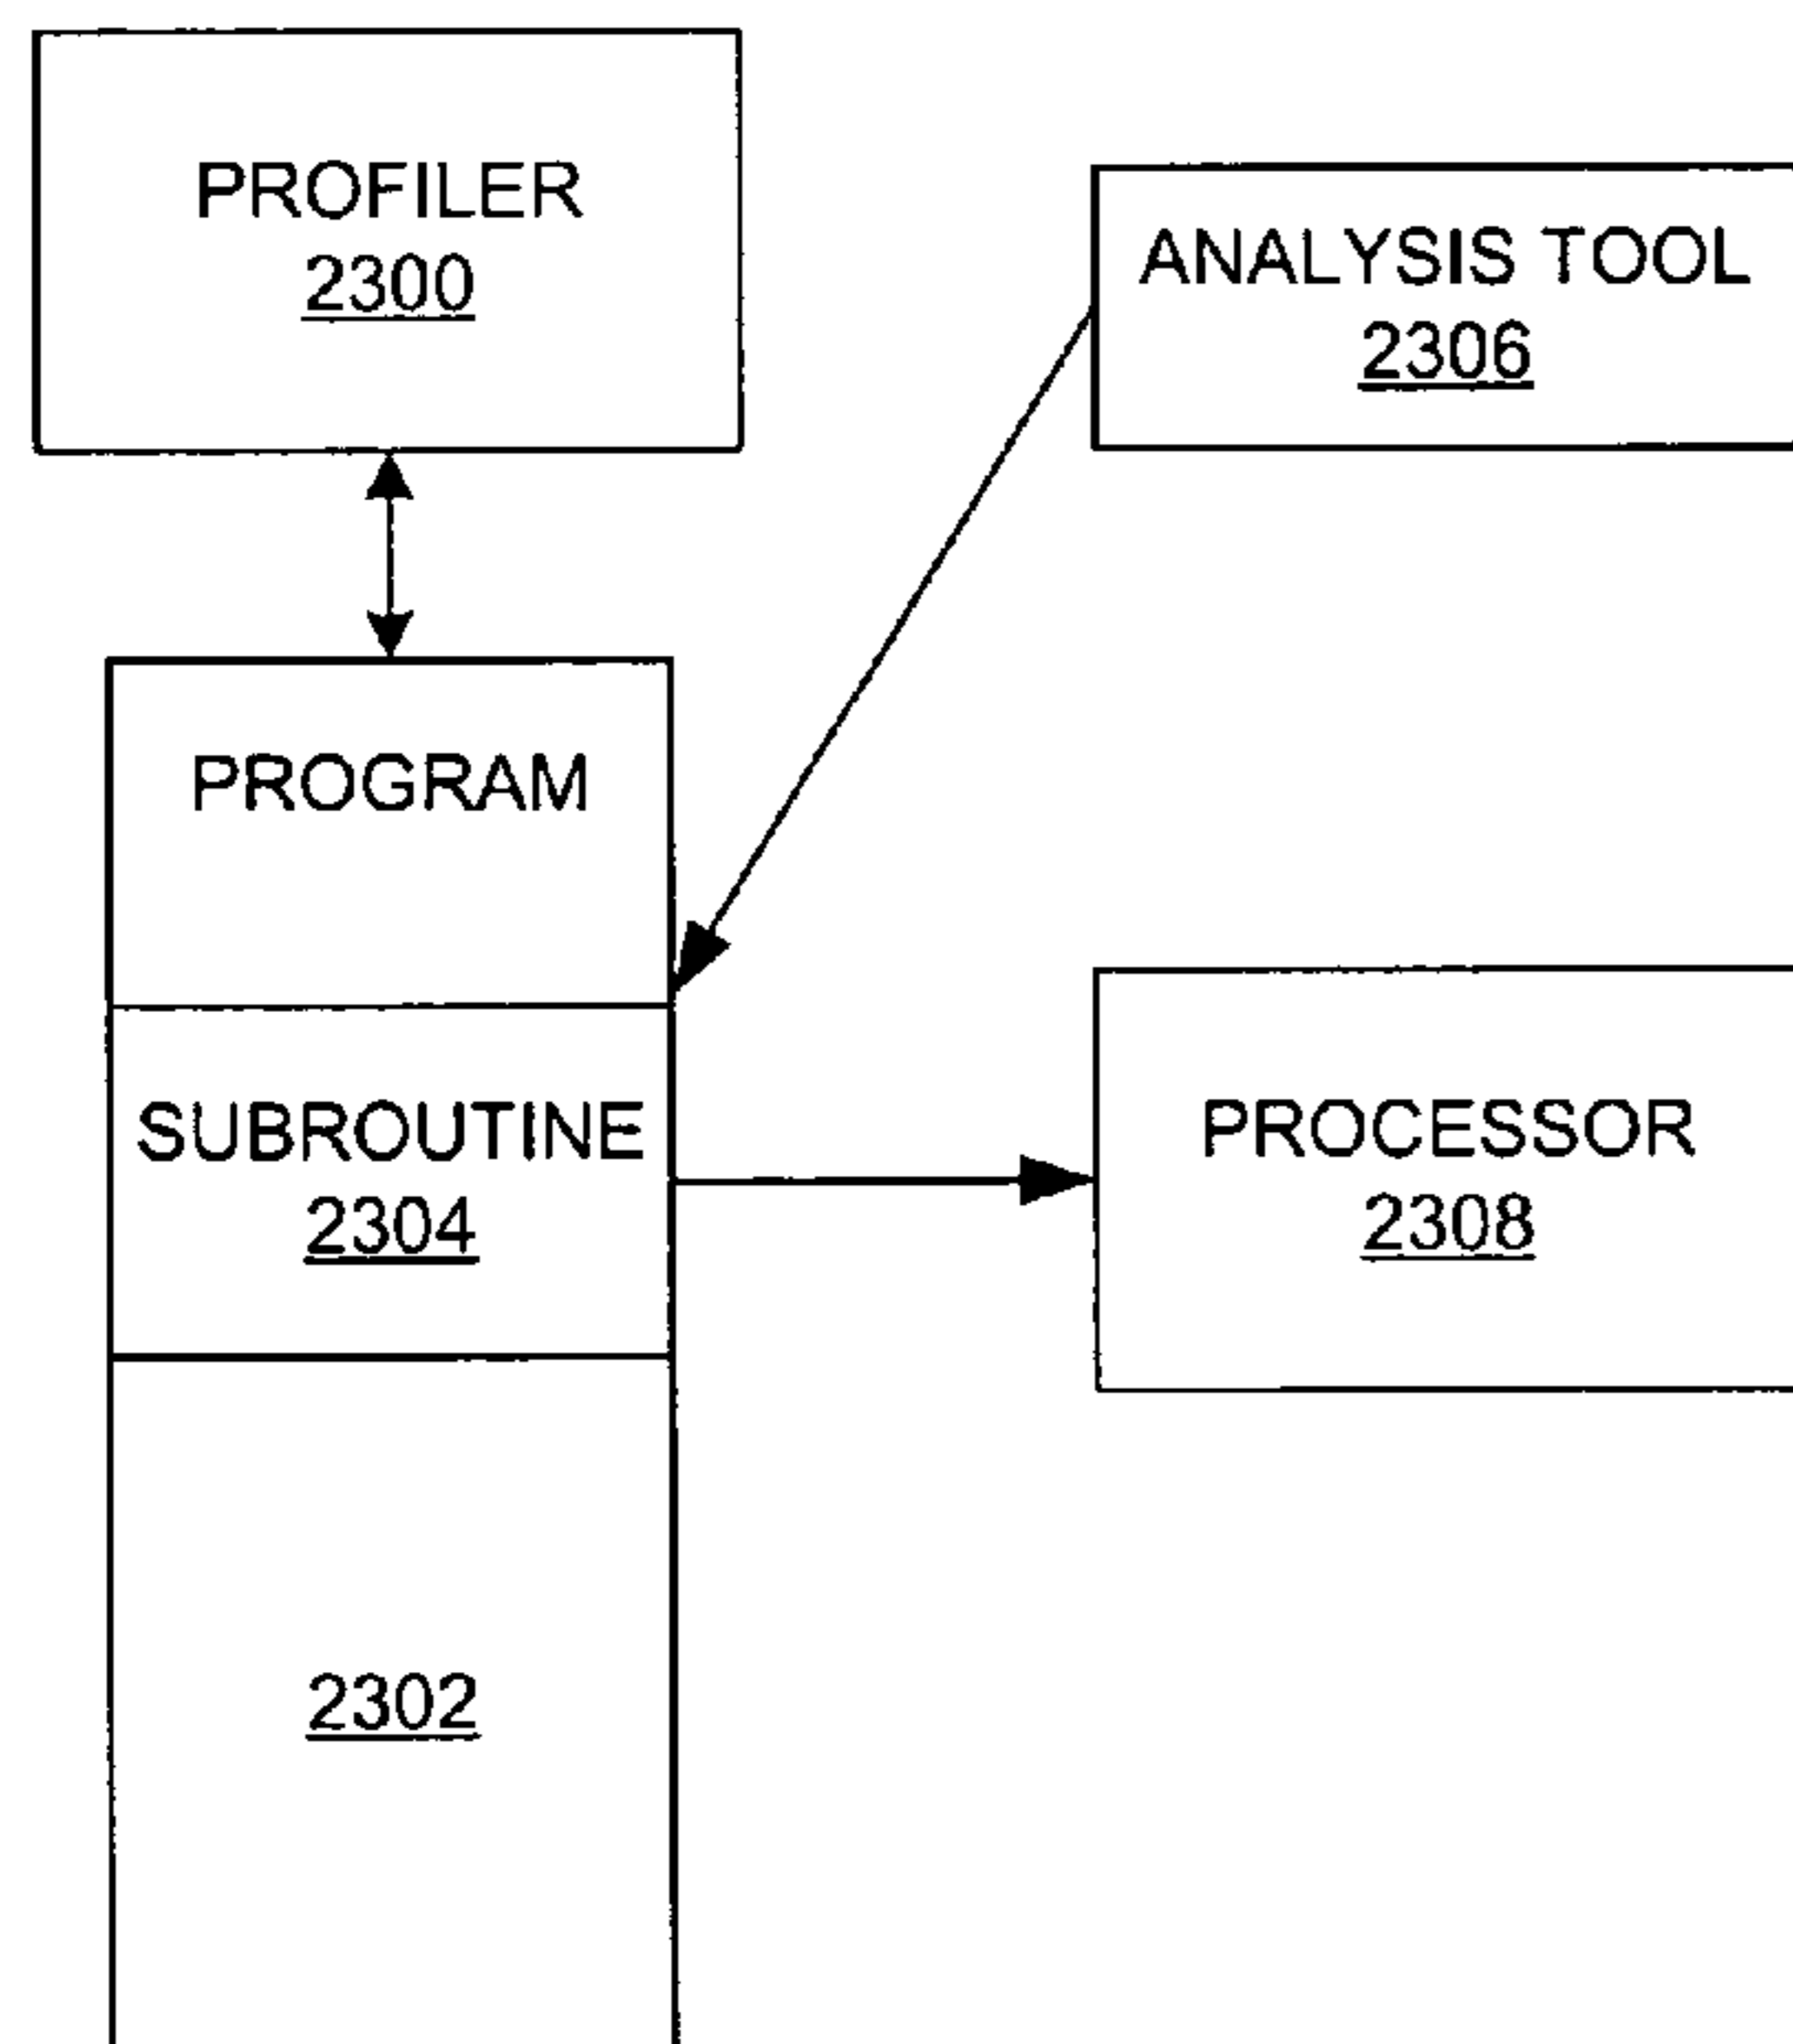 PROFILER
2300
ANALYSIS TOOL
2306
PROGRAM
SUBROUTINE
2304
PROCESSOR
2308
2302